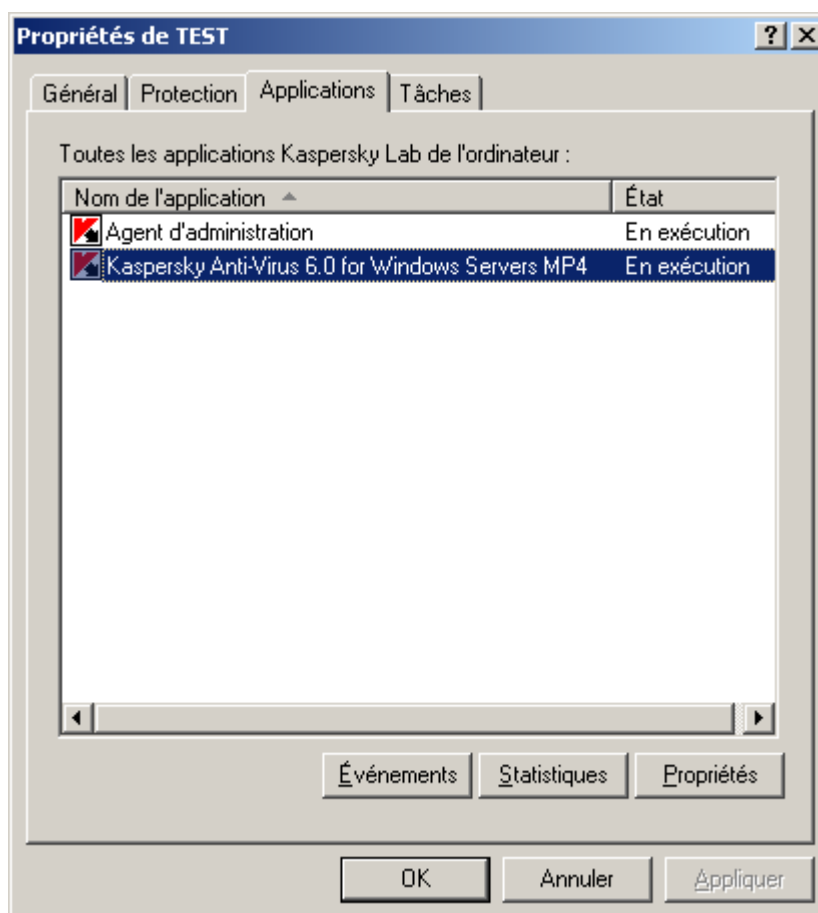 Propriétés de TEST
Général Protection Applications Tâches
Toutes les applications Kaspersky Lab de l'ordinateur :
Nom de l'application État
Agent d'administration En exécution
Kaspersky Anti-Virus 6.0 for Windows Servers MP4 En exécution
Événements Statistiques Propriétés
OK Annuler Appliquer